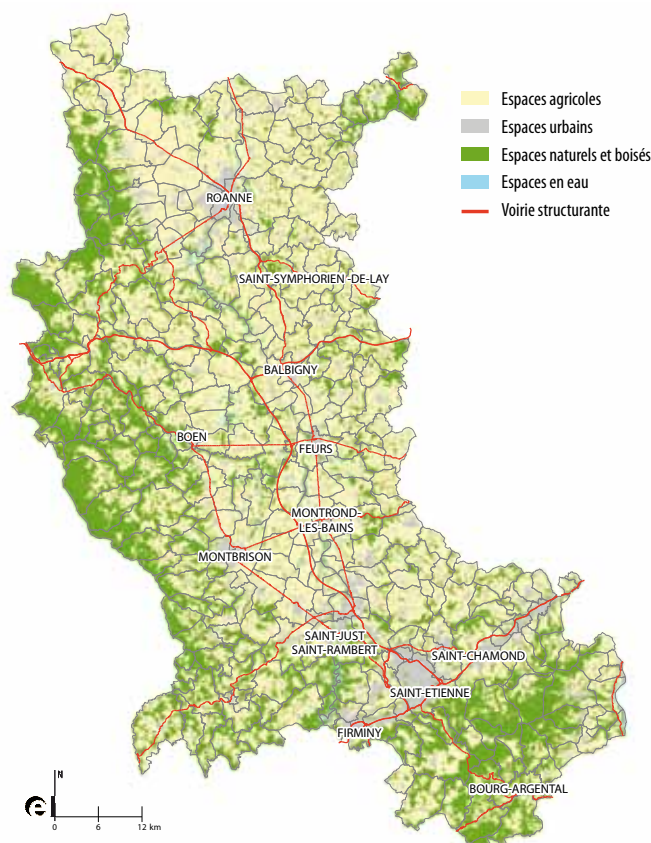 Espaces agricoles
Espaces urbains
Espaces naturels et boisés
Espaces en eau
Voirie structurante
ROANNE
SAINT-SYMPHORIEN-DE-LAY
BALBIGNY
BOEN
FEURS
MONTROND-
LES-BAINS
MONTBRISON
SAINT-JUST
SAINT-RAMBERT
SAINT-CHAMOND
SAINT-ETIENNE
FIRMINY
BOURG-ARGENTAL
N
e
0 6 12 km